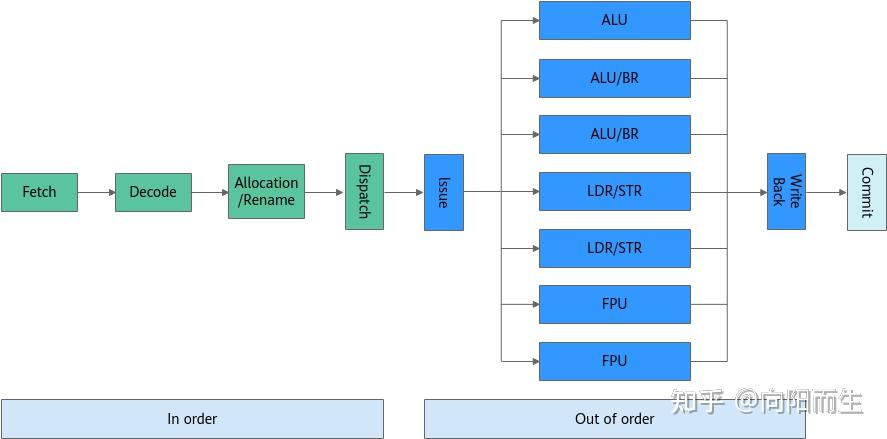 Fetch
Decode
Allocation
/Rename
Dispatch
Issue
ALU
ALU/BR
ALU/BR
LDR/STR
LDR/STR
FPU
FPU
Write
Back
Commit
In order
Out of order
知乎 @向阳而生